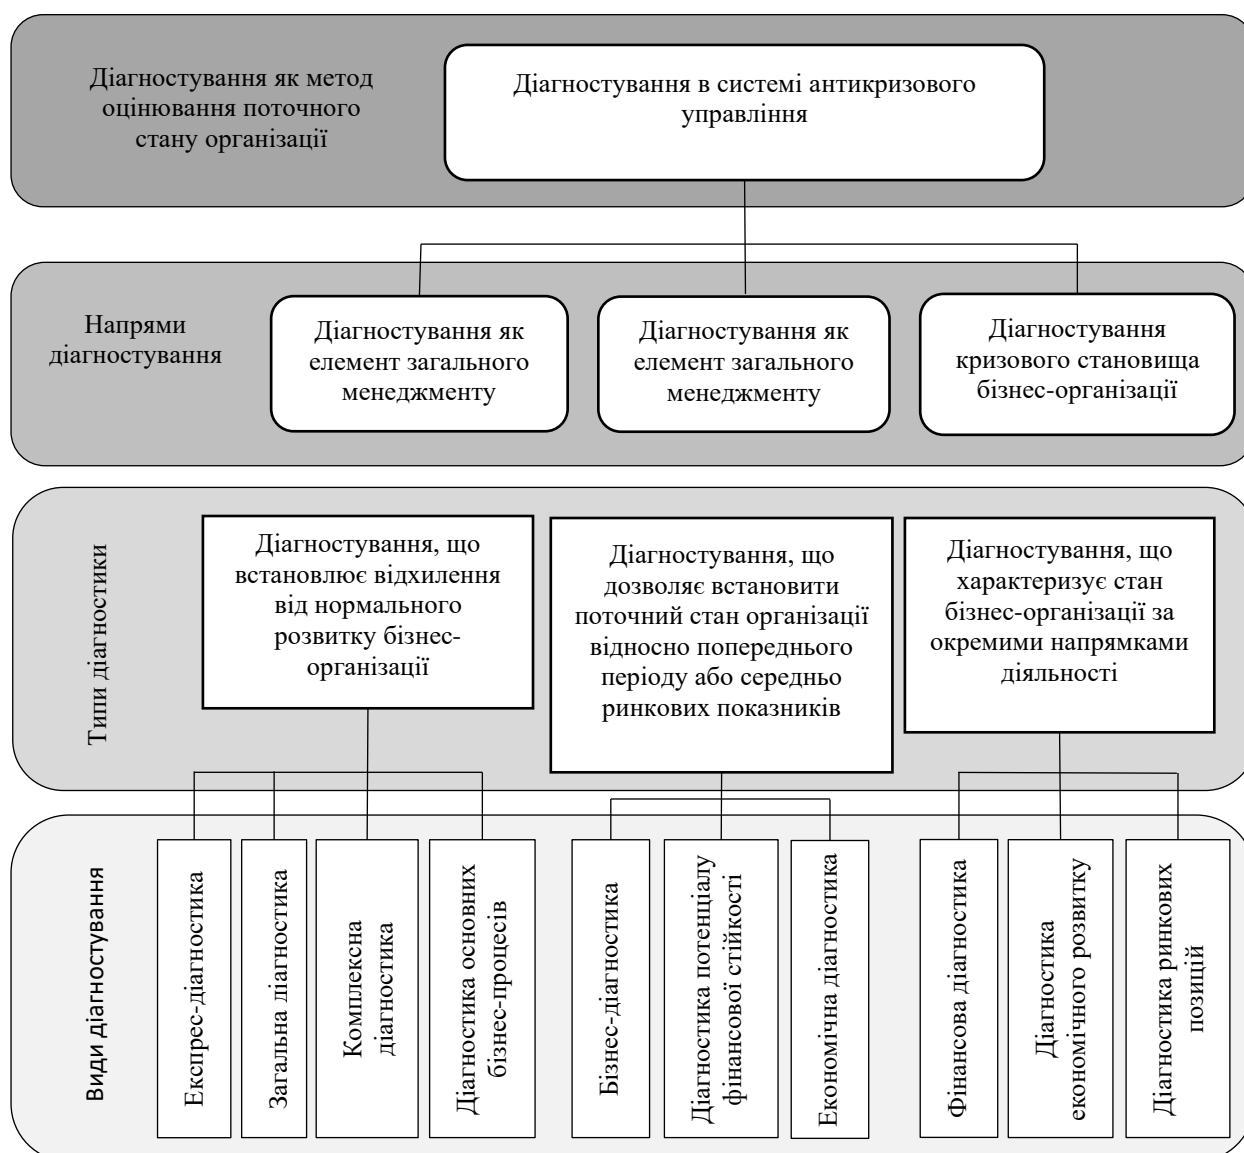 Діагностування як метод
оцінювання поточного
стану організації
Діагностування в системі антикризового
управління
Напрями
діагностування
Діагностування як
елемент загального
менеджменту
Діагностування як
елемент загального
менеджменту
Діагностування
кризового становища
бізнес-організації
Типи діагностики
Діагностування, що
встановлює відхилення
від нормального
розвитку бізнес-
організації
Діагностування, що
дозволяє встановити
поточний стан організації
відносно попереднього
періоду або середньо
ринкових показників
Діагностування, що
характеризує стан
бізнес-організації за
окремими напрямками
діяльності
Види діагностування
Експрес-діагностика
Загальна діагностика
Комплексна
діагностика
Діагностика основних
бізнес-процесів
Бізнес-діагностика
Діагностика потенціалу
фінансової стійкості
Економічна діагностика
Фінансова діагностика
Діагностика
економічного розвитку
Діагностика ринкових
позицій